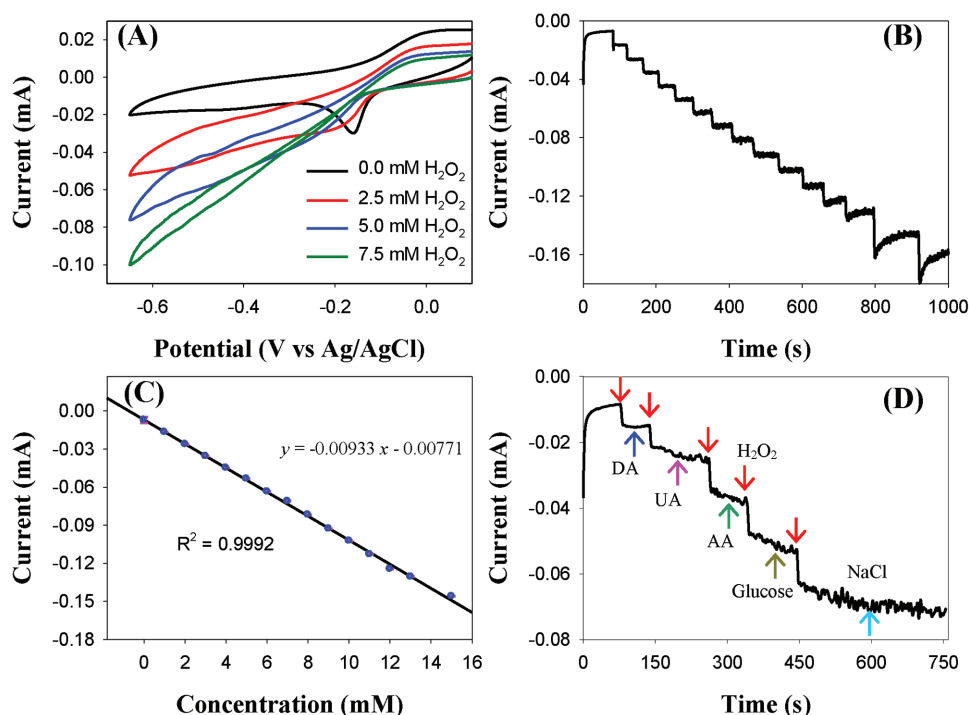 (A)
0.02
0.00
-0.02
-0.04
-0.06
-0.08
-0.10
Current (mA)
0.0 mM H₂O₂
2.5 mM H₂O₂
5.0 mM H₂O₂
7.5 mM H₂O₂
-0.6 -0.4 -0.2 0.0
Potential (V vs Ag/AgCl)
(B)
0.00
-0.04
-0.08
-0.12
-0.16
Current (mA)
0 200 400 600 800 1000
Time (s)
(C)
0.00
-0.03
-0.06
-0.09
-0.12
-0.15
-0.18
Current (mA)
y = -0.00933 x - 0.00771
R² = 0.9992
0 2 4 6 8 10 12 14 16
Concentration (mM)
(D)
0.00
-0.02
-0.04
-0.06
-0.08
Current (mA)
H₂O₂
DA
UA
AA
Glucose
NaCl
0 150 300 450 600 750
Time (s)